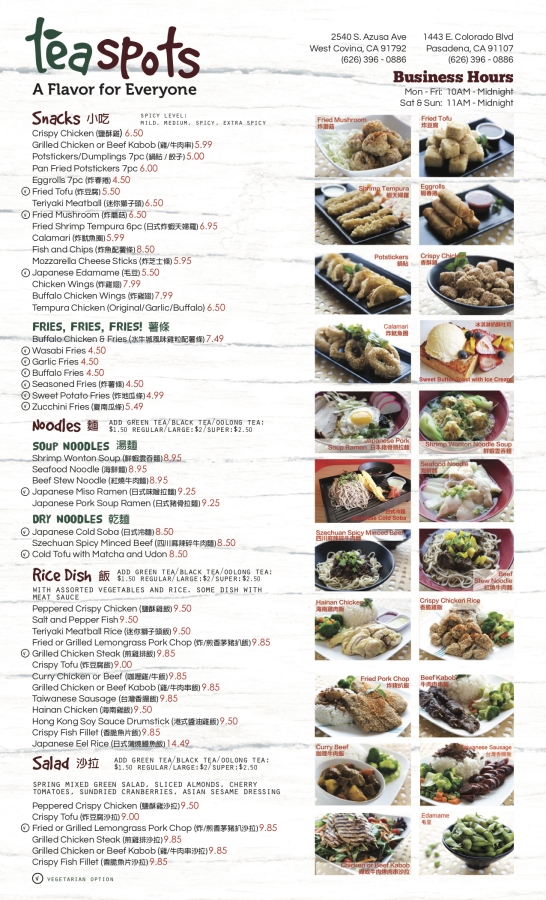 teaspots
A Flavor for Everyone
2540 S. Azusa Ave
West Covina, CA 91792
(626) 396 - 0886
1443 E. Colorado Blvd
Pasadena, CA 91107
(626) 396 - 0886
Business Hours
Mon - Fri: 10AM - Midnight
Sat & Sun: 11AM - Midnight
Snacks 小吃
SPICY LEVEL:
MILD, MEDIUM, SPICY, EXTRA SPICY
Crispy Chicken (鹽酥雞) 6.50
Grilled Chicken or Beef Kabob (雞/牛肉串) 5.99
Potstickers/Dumplings 7pc (鍋貼 / 餃子) 5.00
Pan Fried Potstickers 7pc 6.00
Eggrolls 7pc (炸春捲) 4.50
V Fried Tofu (炸豆腐) 5.50
Teriyaki Meatball (迷你獅子頭) 6.50
V Fried Mushroom (炸蘑菇) 6.50
Fried Shrimp Tempura 6pc (日式炸蝦天婦羅) 6.95
Calamari (炸魷魚圈) 5.99
Fish and Chips (炸魚配薯條) 8.50
Mozzarella Cheese Sticks (炸芝士條) 5.95
V Japanese Edamame (毛豆) 5.50
Chicken Wings (炸雞翅) 7.99
Buffalo Chicken Wings (炸雞翅) 7.99
Tempura Chicken (Original/Garlic/Buffalo) 6.50
FRIES, FRIES, FRIES! 薯條
Buffalo Chicken & Fries (水牛城風味雞粒配薯條) 7.49
V Wasabi Fries 4.50
V Garlic Fries 4.50
V Buffalo Fries 4.50
V Seasoned Fries (炸薯條) 4.50
V Sweet Potato Fries (炸地瓜條) 4.99
V Zucchini Fries (夏南瓜條) 5.49
Noodles 麵
ADD GREEN TEA/BLACK TEA/OOLONG TEA:
$1.50 REGULAR/LARGE:$2/SUPER:$2.50
SOUP NOODLES 湯麵
Shrimp Wonton Soup (鮮蝦雲吞麵) 8.95
Seafood Noodle (海鮮麵) 8.95
Beef Stew Noodle (紅燒牛肉麵) 8.95
V Japanese Miso Ramen (日式味噌拉麵) 9.25
Japanese Pork Soup Ramen (日式豬骨拉麵) 9.25
DRY NOODLES 乾麵
V Japanese Cold Soba (日式冷麵) 8.50
Szechuan Spicy Minced Beef (四川麻辣碎牛肉麵) 8.50
V Cold Tofu with Matcha and Udon 8.50
Rice Dish 飯
ADD GREEN TEA/BLACK TEA/OOLONG TEA:
$1.50 REGULAR/LARGE:$2/SUPER:$2.50
WITH ASSORTED VEGETABLES AND RICE. SOME DISH WITH
MEAT SAUCE
Peppered Crispy Chicken (鹽酥雞飯) 9.50
Salt and Pepper Fish 9.50
Teriyaki Meatball Rice (迷你獅子頭飯) 9.50
Fried or Grilled Lemongrass Pork Chop (炸/煎香茅豬扒飯) 9.85
V Grilled Chicken Steak (煎雞排飯) 9.50
Crispy Tofu (炸豆腐飯) 9.00
Curry Chicken or Beef (咖喱雞/牛飯) 9.85
Grilled Chicken or Beef Kabob (雞/牛肉串飯) 9.85
Taiwanese Sausage (台灣香腸飯) 9.85
Hainan Chicken (海南雞飯) 9.50
Hong Kong Soy Sauce Drumstick (港式醬油雞飯) 9.50
Crispy Fish Fillet (香脆魚片飯) 9.85
Japanese Eel Rice (日式蒲燒鰻魚飯) 14.49
Salad 沙拉
ADD GREEN TEA/BLACK TEA/OOLONG TEA:
$1.50 REGULAR/LARGE:$2/SUPER:$2.50
SPRING MIXED GREEN SALAD, SLICED ALMONDS, CHERRY
TOMATOES, SUNDRIED CRANBERRIES, ASIAN SESAME DRESSING
Peppered Crispy Chicken (鹽酥雞沙拉) 9.50
Crispy Tofu (炸豆腐沙拉) 9.00
V Fried or Grilled Lemongrass Pork Chop (炸/煎香茅豬扒沙拉) 9.85
Grilled Chicken Steak (煎雞排沙拉) 9.50
Grilled Chicken or Beef Kabob (雞/牛肉串沙拉) 9.85
Crispy Fish Fillet (香脆魚片沙拉) 9.85
V VEGETARIAN OPTION
Fried Mushroom
炸蘑菇
Fried Tofu
炸豆腐
Shrimp Tempura
蝦天婦羅
Eggrolls
炸春捲
Potstickers
鍋貼
Crispy Chicken
香酥雞
Calamari
炸魷魚圈
冰淇淋奶酥吐司
Sweet Butter Toast with Ice Cream
Japanese Pork
Soup Ramen 日本豬骨湯拉麵
Shrimp Wonton Noodle Soup
鮮蝦雲吞麵
日式冷麵
Japanese Cold Soba
Seafood Noodle
海鮮麵
Szechuan Spicy Minced Beef
四川麻辣碎牛肉麵
Beef
Stew Noodle
紅燒牛肉麵
Hainan Chicken
海南雞肉飯
Crispy Chicken Rice
香脆雞飯
Fried Pork Chop
炸豬扒飯
Beef Kabob
牛肉肉串飯
Curry Beef
咖喱牛肉飯
Taiwanese Sausage
台灣香腸飯
Chicken or Beef Kabob
Edamame
毛豆